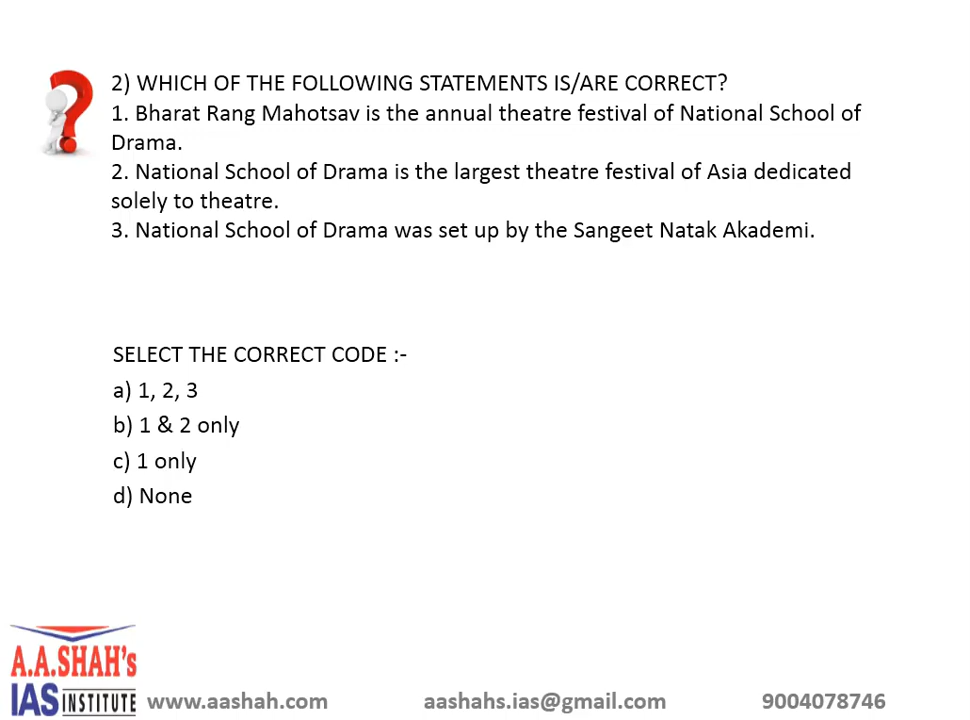 2) WHICH OF THE FOLLOWING STATEMENTS IS/ARE CORRECT?
1. Bharat Rang Mahotsav is the annual theatre festival of National School of
Drama.
2. National School of Drama is the largest theatre festival of Asia dedicated
solely to theatre.
3. National School of Drama was set up by the Sangeet Natak Akademi.
SELECT THE CORRECT CODE :-
a) 1, 2, 3
b) 1 & 2 only
c) 1 only
d) None
A.A.SHAH's
IAS INSTITUTE
www.aashah.com aashahs.ias@gmail.com 9004078746